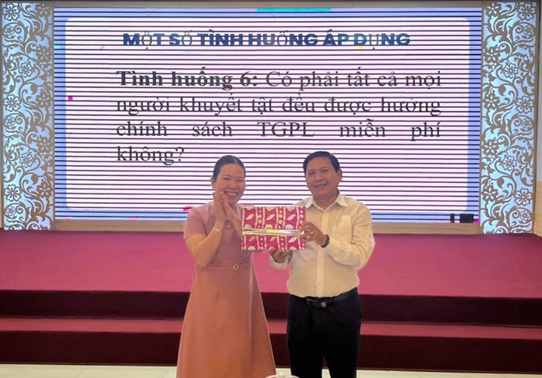 MỘT SỐ TÌNH HUỐNG ÁP DỤNG
Tình huống 6: Có phải tất cả mọi
người khuyết tật đều được hưởng
chính sách TGPL miễn phí
không?